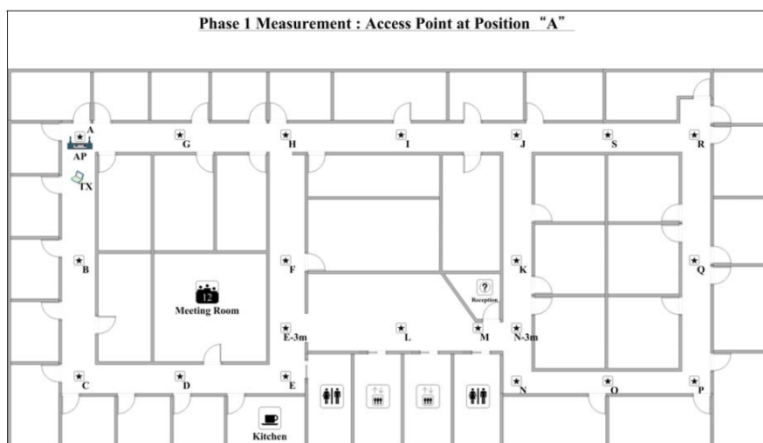 Phase 1 Measurement : Access Point at Position “A”
A
G H I J S R
AP
TX
B F K Q
Reception
12
Meeting Room
E-3m L M N-3m
C D E N O P
Kitchen